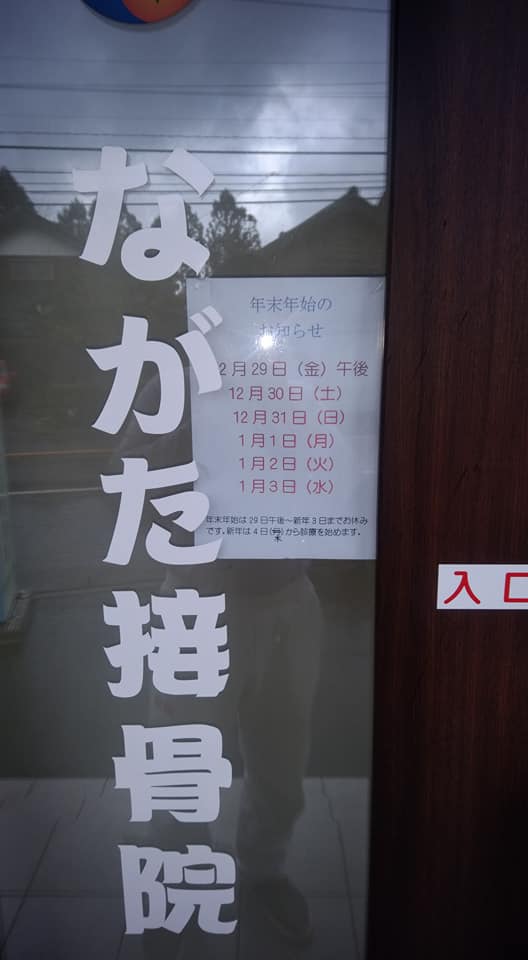 ながた接骨院
年末年始の
お知らせ
2月29日（金）午後
12月30日（土）
12月31日（日）
1月1日（月）
1月2日（火）
1月3日（水）
年末年始は29日午後～新年3日までお休み
です。新年は4日(木)から診療を始めます。
入口